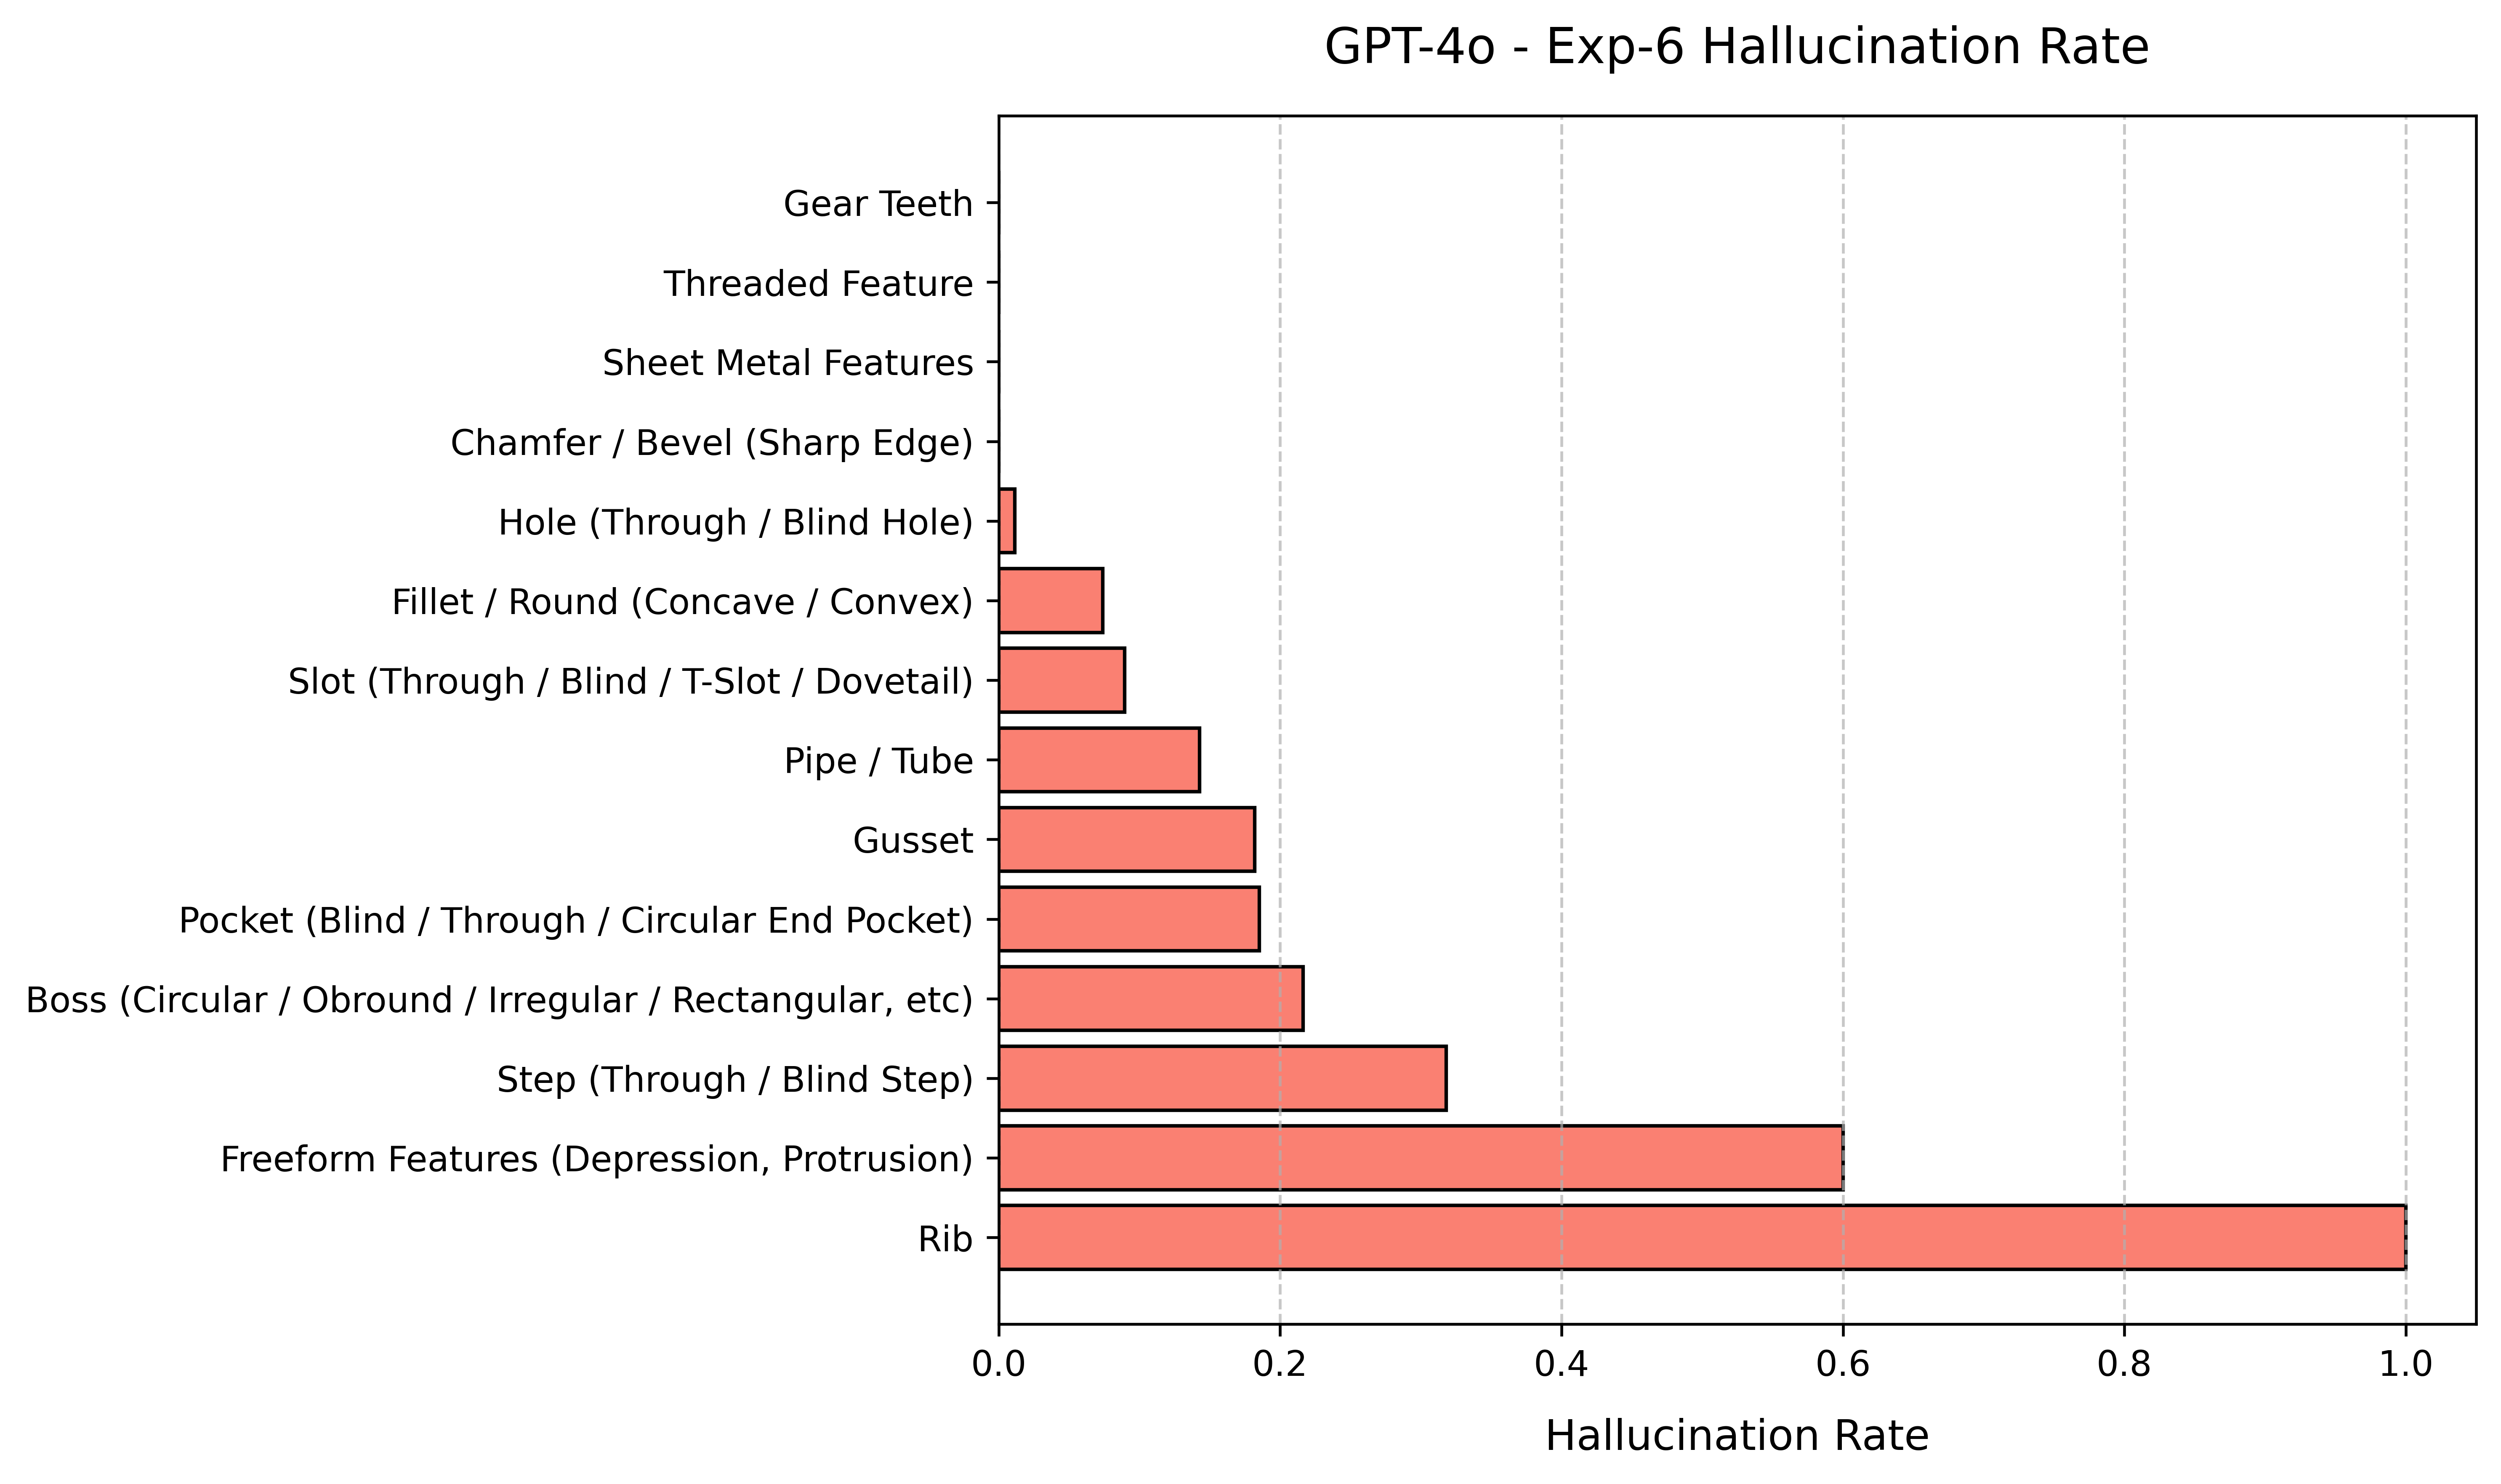 GPT-4o - Exp-6 Hallucination Rate
Gear Teeth
Threaded Feature
Sheet Metal Features
Chamfer / Bevel (Sharp Edge)
Hole (Through / Blind Hole)
Fillet / Round (Concave / Convex)
Slot (Through / Blind / T-Slot / Dovetail)
Pipe / Tube
Gusset
Pocket (Blind / Through / Circular End Pocket)
Boss (Circular / Obround / Irregular / Rectangular, etc)
Step (Through / Blind Step)
Freeform Features (Depression, Protrusion)
Rib
0.0 0.2 0.4 0.6 0.8 1.0
Hallucination Rate